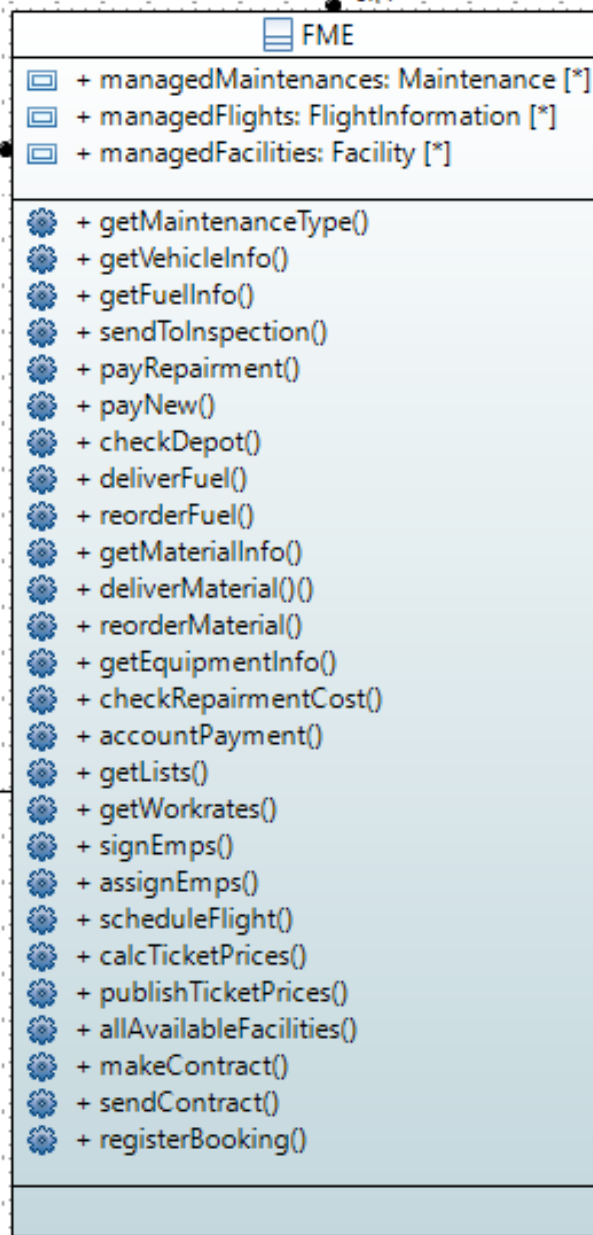 FME
+ managedMaintenances: Maintenance [*]
+ managedFlights: FlightInformation [*]
+ managedFacilities: Facility [*]
+ getMaintenanceType()
+ getVehicleInfo()
+ getFuelInfo()
+ sendToInspection()
+ payRepairment()
+ payNew()
+ checkDepot()
+ deliverFuel()
+ reorderFuel()
+ getMaterialInfo()
+ deliverMaterial()()
+ reorderMaterial()
+ getEquipmentInfo()
+ checkRepairmentCost()
+ accountPayment()
+ getLists()
+ getWorkrates()
+ signEmps()
+ assignEmps()
+ scheduleFlight()
+ calcTicketPrices()
+ publishTicketPrices()
+ allAvailableFacilities()
+ makeContract()
+ sendContract()
+ registerBooking()